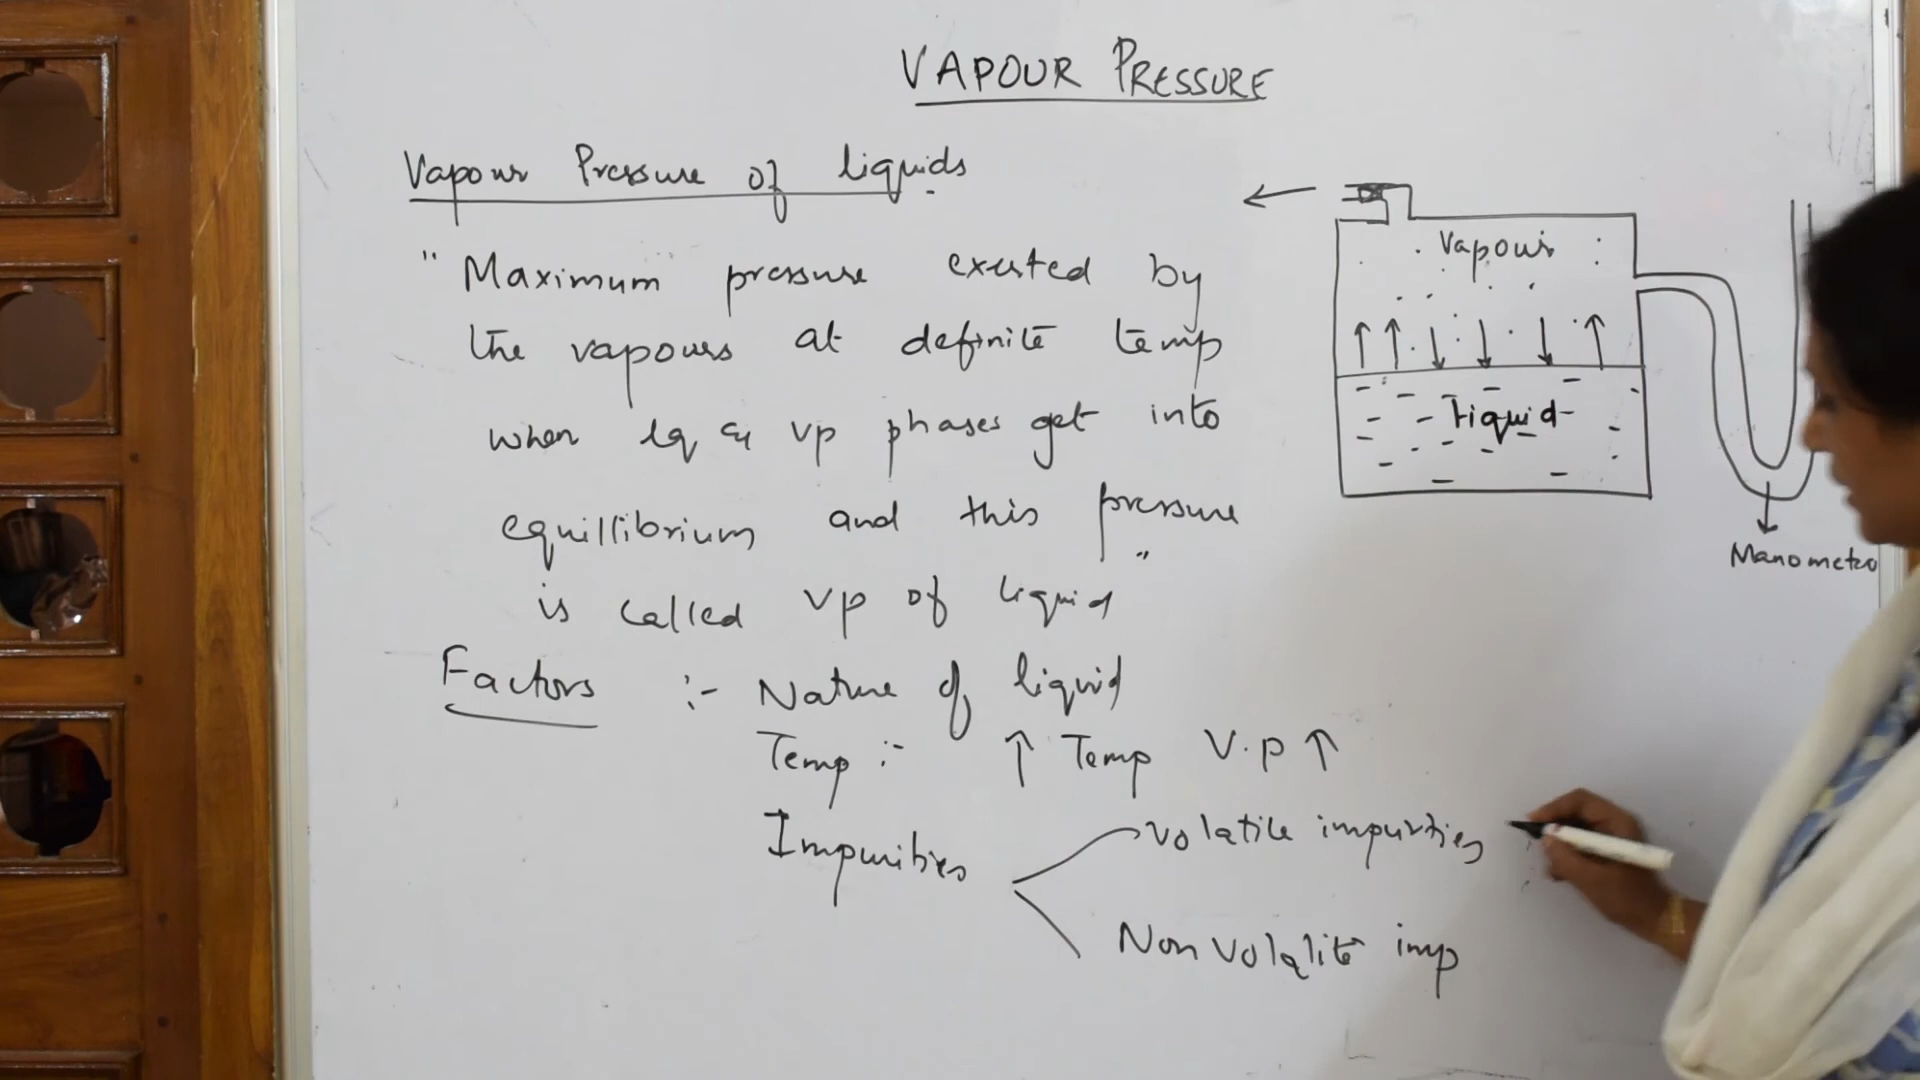 VAPOUR PRESSURE
Vapour Pressure of liquids
" Maximum pressure exerted by
the vapours at definite temp
when lq & vp phases get into
equillibrium and this pressure
is called vp of liquid "
Factors :- Nature of liquid
Temp :- ↑ Temp V.p ↑
Impurities
Volatile impurties
Non Volatite imp
Vapour
Liquid
Manometer